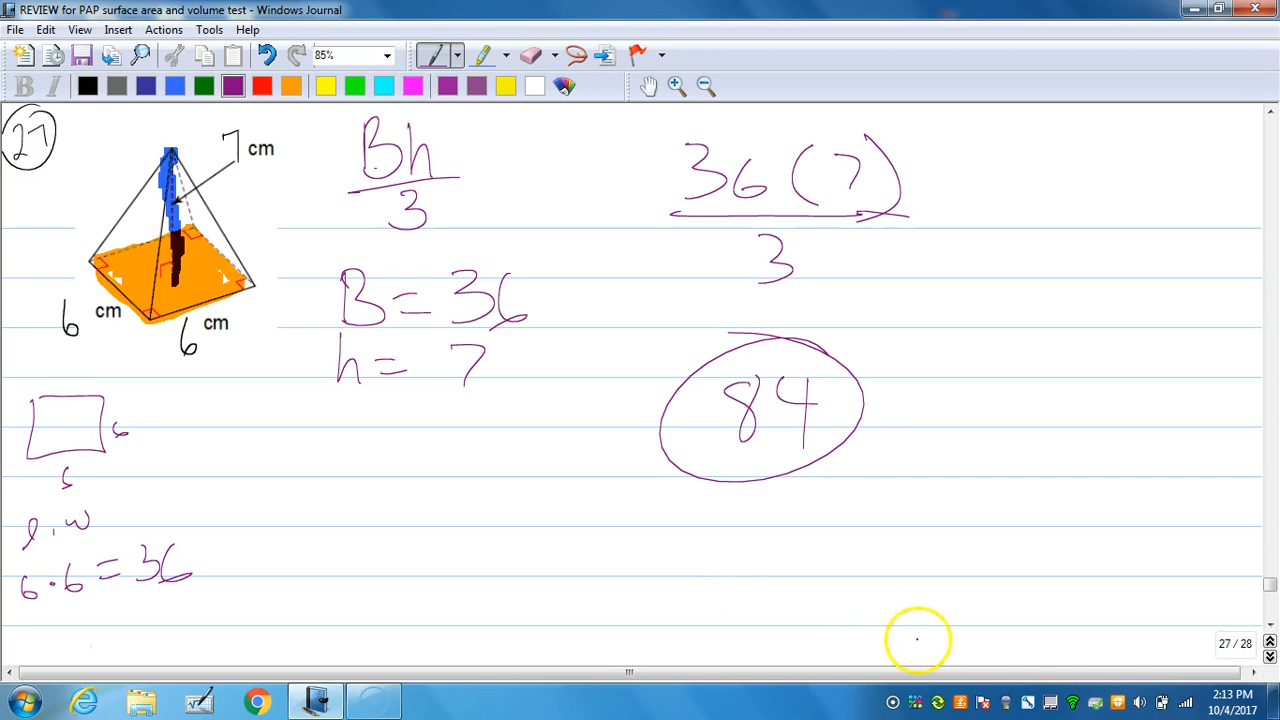 REVIEW for PAP surface area and volume test - Windows Journal
File Edit View Insert Actions Tools Help
85%
B I
27
7 cm
6 cm
6 cm
Bh
3
B = 36
h = 7
36 (7)
3
84
6
l · w
6 · 6 = 36
27 / 28
2:13 PM
10/4/2017